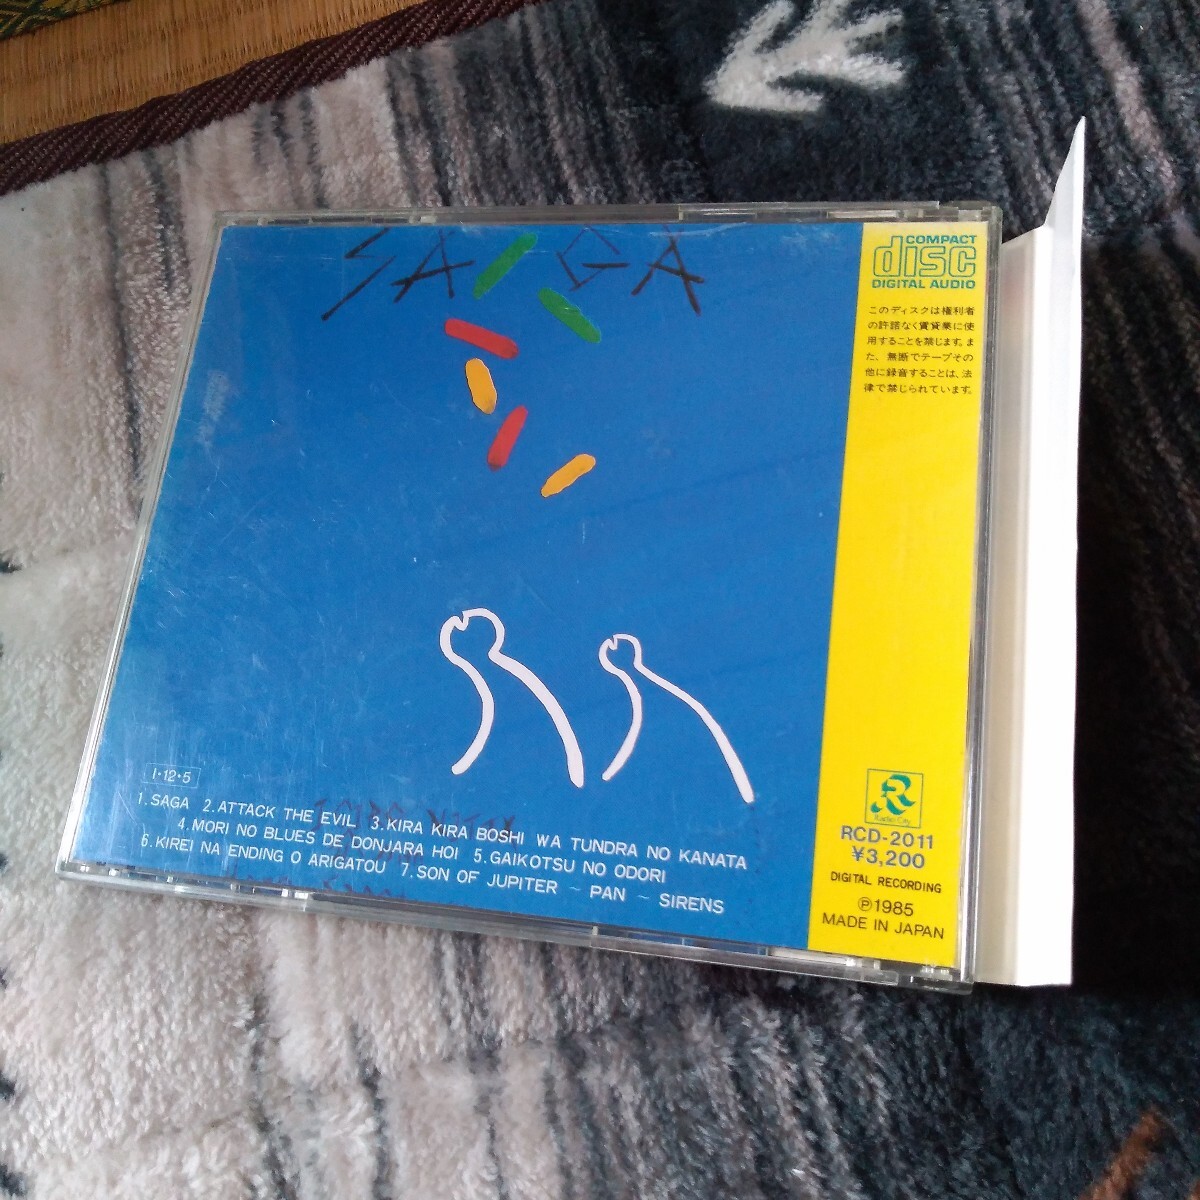 SAGA
COMPACT
disc
DIGITAL AUDIO
このディスクは権利者
の許諾なく賃貸業に使
用することを禁じます。ま
た、無断でテープその
他に録音することは、法
律で禁じられています。
I・12・5
1.SAGA 2.ATTACK THE EVIL 3.KIRA KIRA BOSHI WA TUNDRA NO KANATA
4.MORI NO BLUES DE DONJARA HOI 5.GAIKOTSU NO ODORI
6.KIREI NA ENDING O ARIGATOU 7.SON OF JUPITER ~ PAN ~ SIRENS
Radio City
RCD-2011
¥3,200
DIGITAL RECORDING
℗1985
MADE IN JAPAN